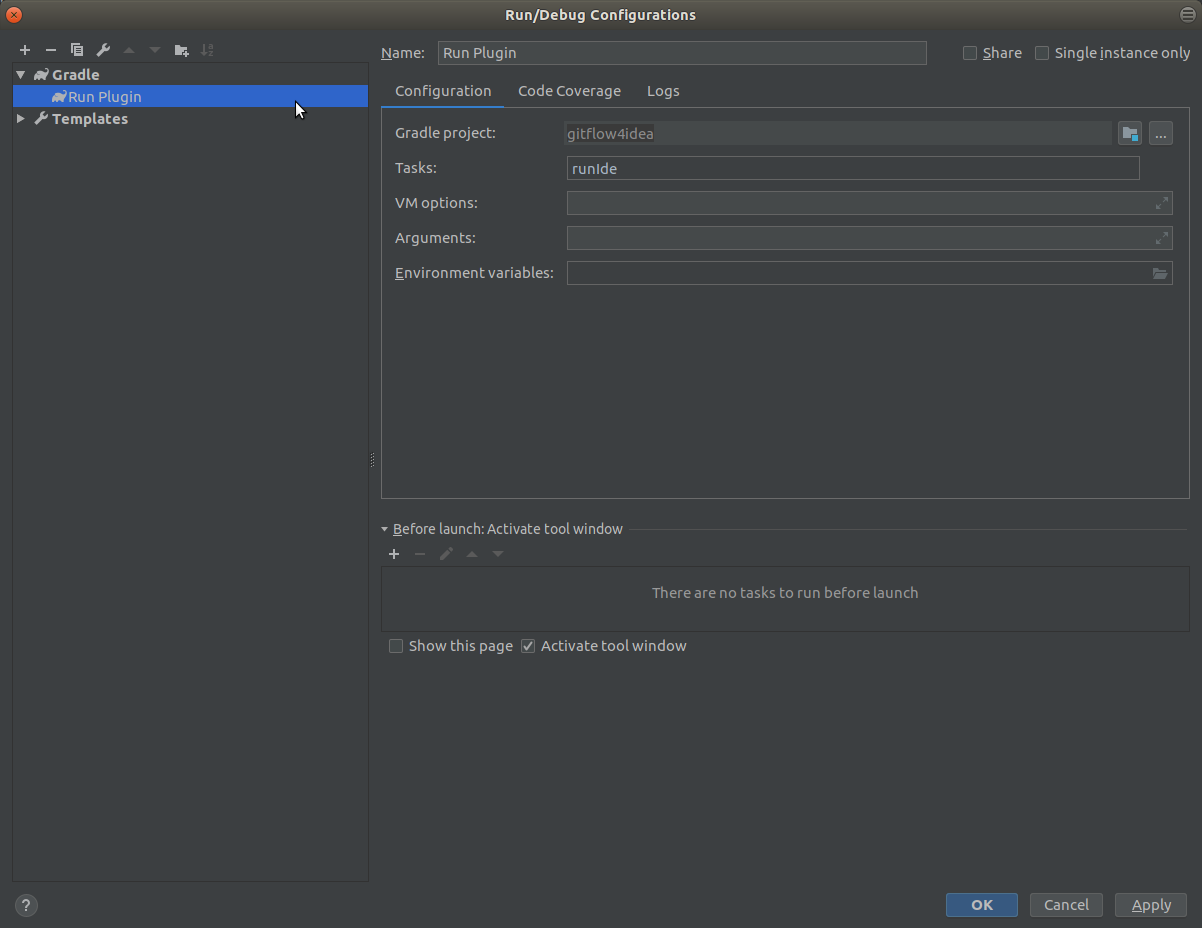 Run/Debug Configurations
Name: Run Plugin Share Single instance only
Gradle
Run Plugin
Templates
Configuration Code Coverage Logs
Gradle project: gitflow4idea ...
Tasks: runIde
VM options:
Arguments:
Environment variables:
Before launch: Activate tool window
There are no tasks to run before launch
Show this page Activate tool window
? OK Cancel Apply